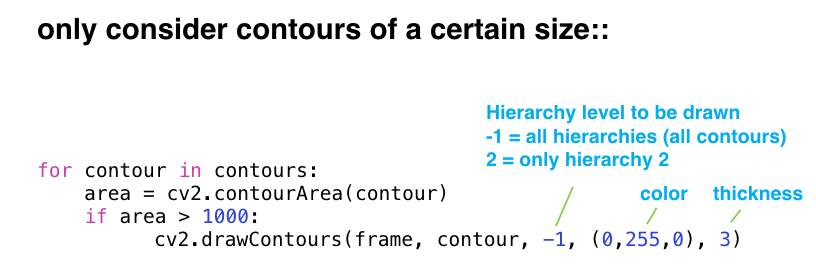 only consider contours of a certain size::
Hierarchy level to be drawn
-1 = all hierarchies (all contours)
2 = only hierarchy 2
for contour in contours:
    area = cv2.contourArea(contour)
color thickness
    if area > 1000:
        cv2.drawContours(frame, contour, -1, (0,255,0), 3)